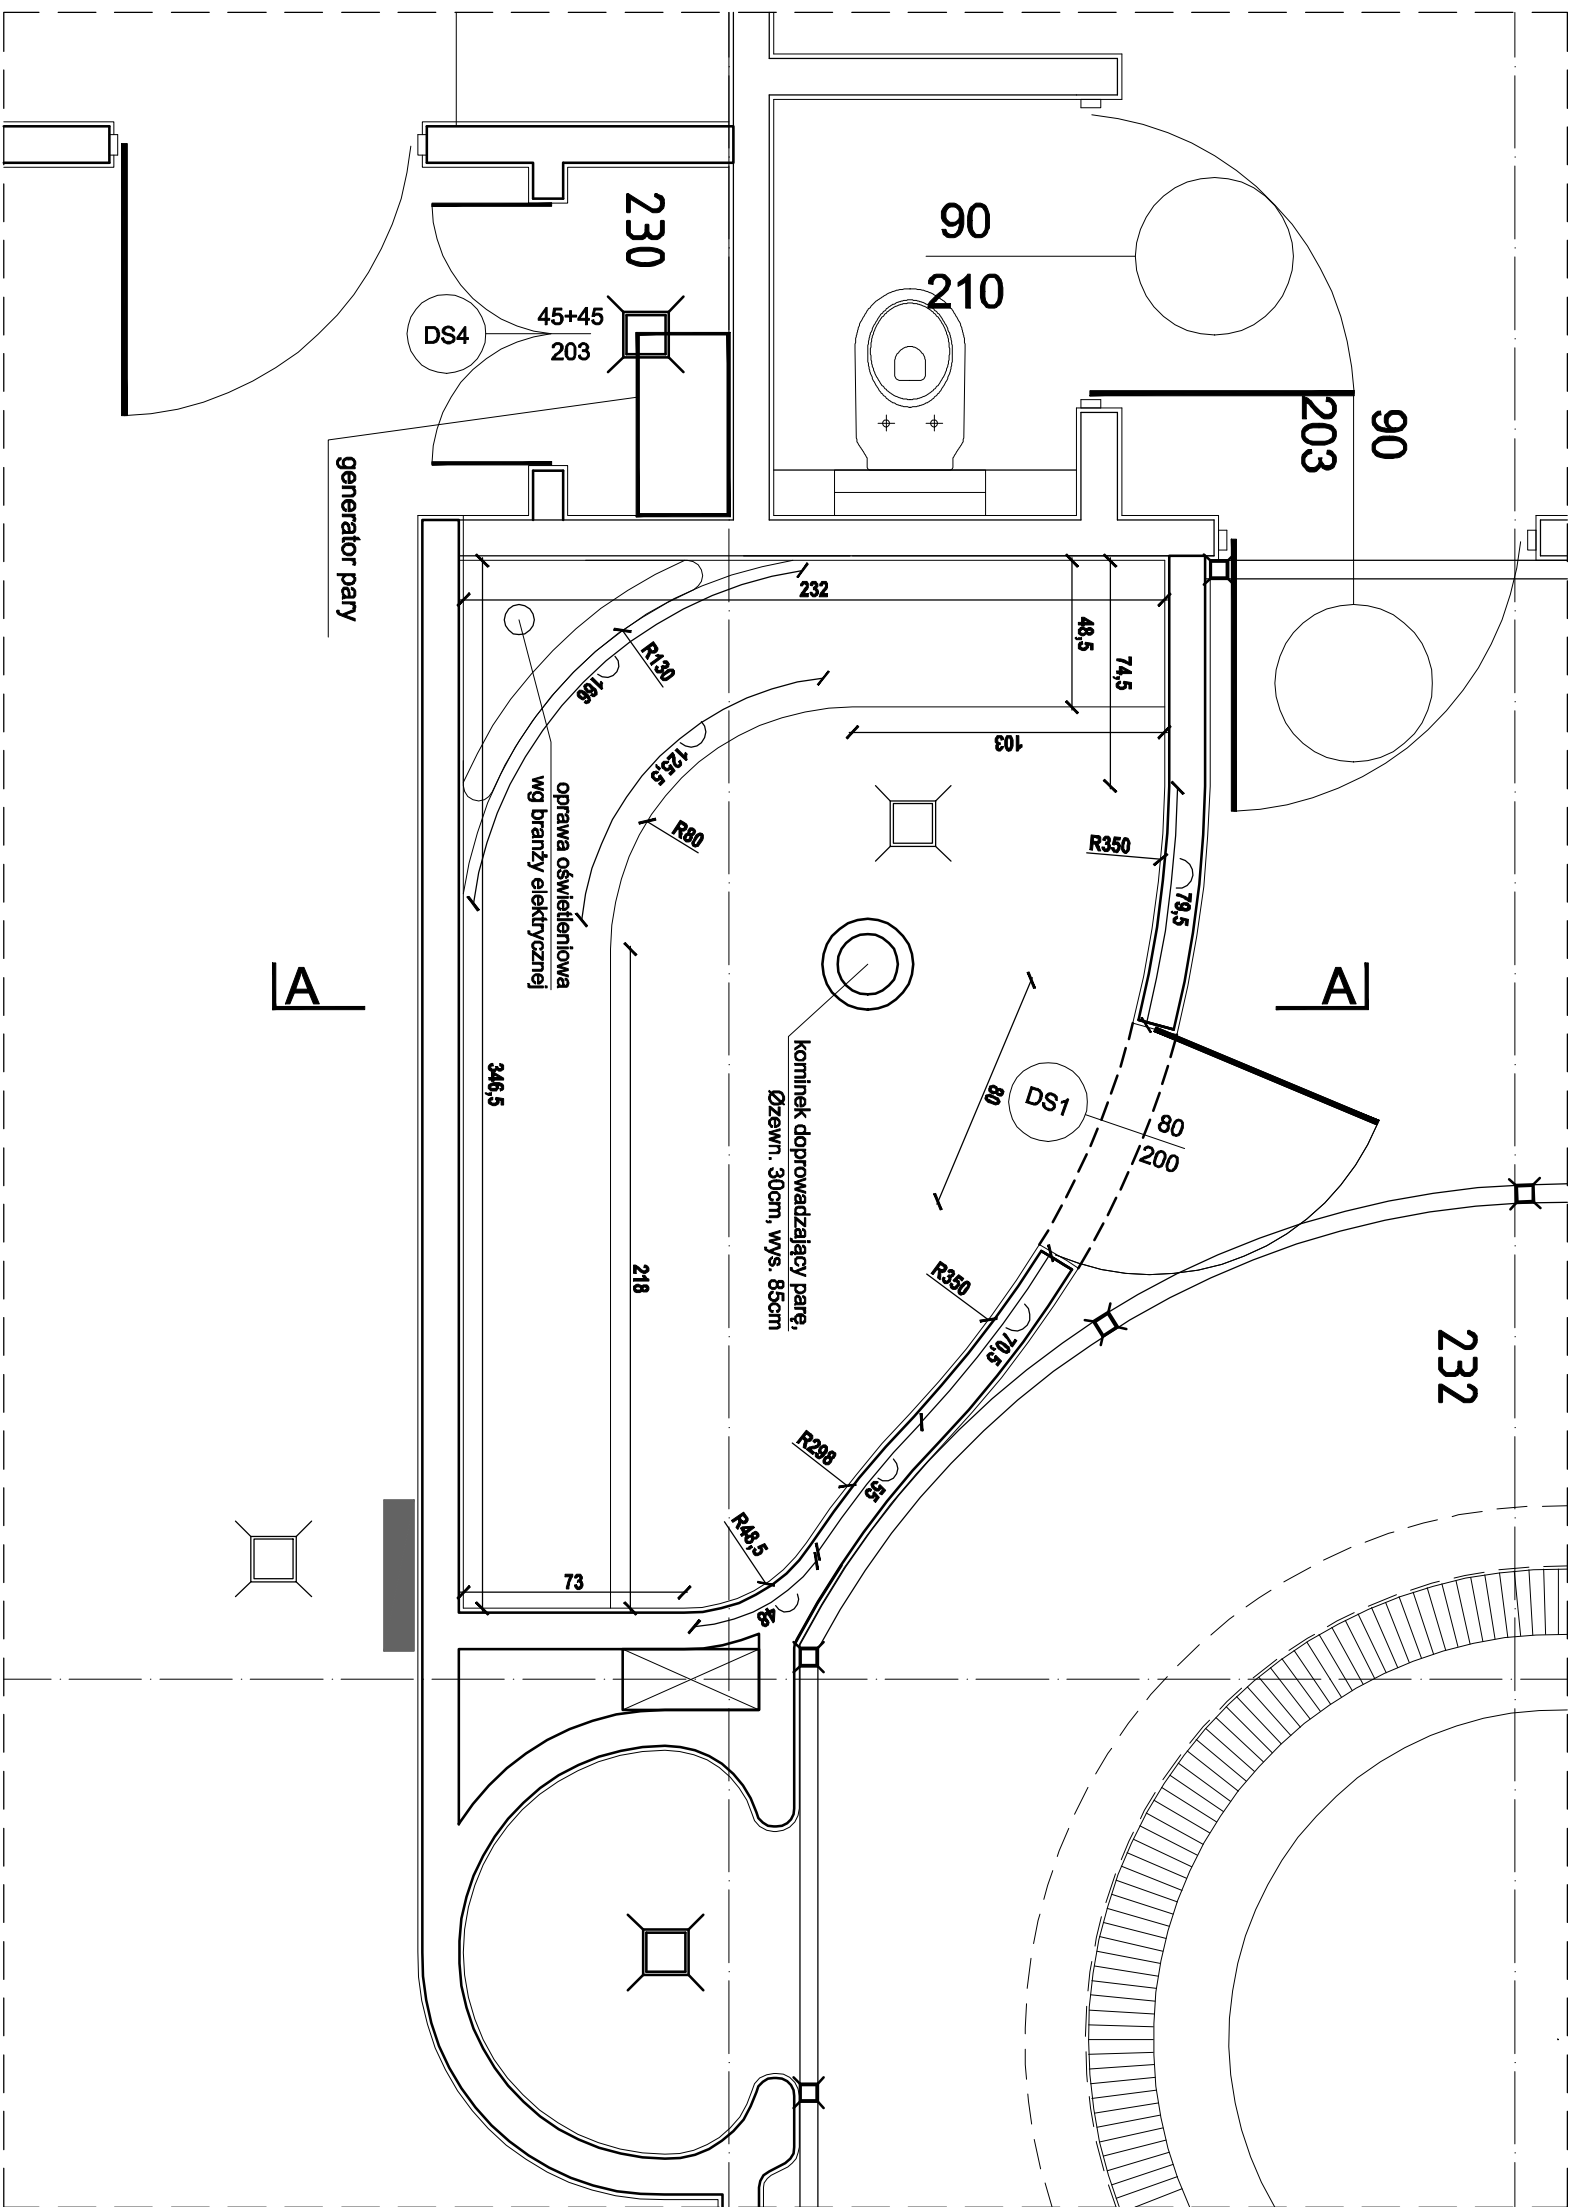 230
90
210
90
203
DS4
45+45
203
generator pary
232
48,5
74,5
R130
166
125,5
103
R80
R350
79,5
oprawa oświetleniowa
wg branży elektrycznej
A
A
kominek doprowadzający parę,
Øzewn. 30cm, wys. 85cm
80
DS1
80
200
346,5
218
R350
70,5
232
R298
55
R48,5
73
48